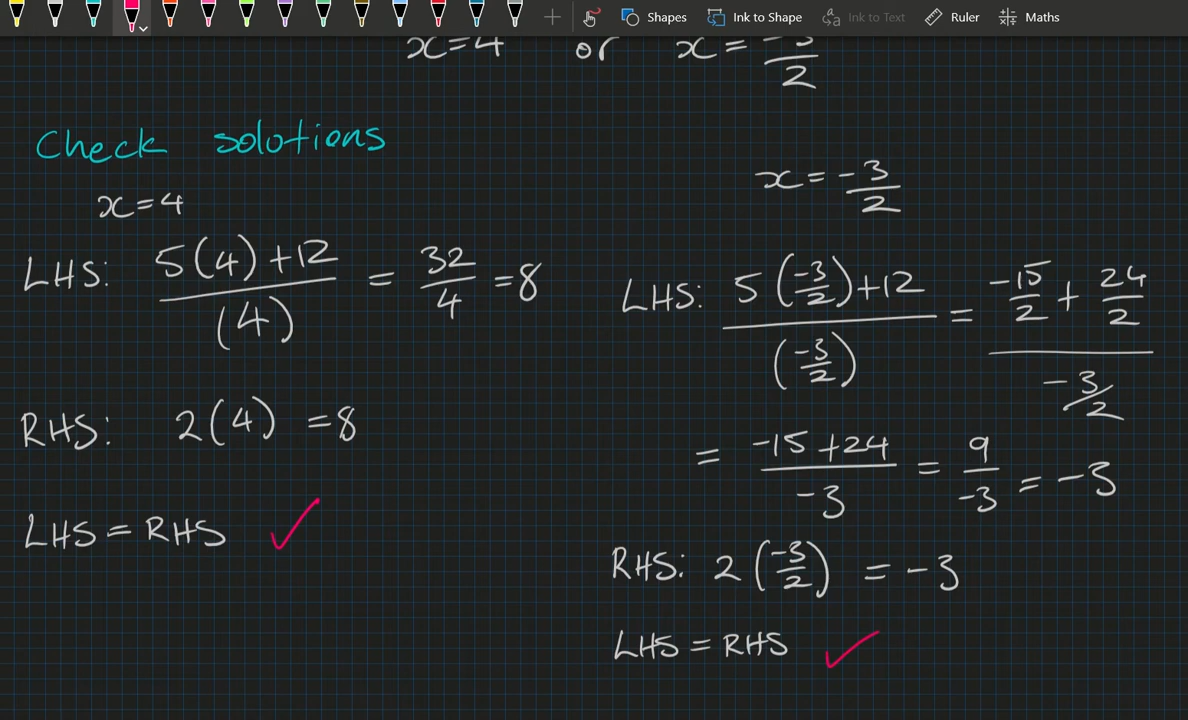 Shapes Ink to Shape Ink to Text Ruler Maths
x=4 or x= -3/2
Check solutions
x=4
LHS: (5(4)+12)/(4) = 32/4 =8
RHS: 2(4) =8
LHS = RHS ✓
x= -3/2
LHS: (5(-3/2)+12)/(-3/2) = (-15/2 + 24/2)/(-3/2)
= (-15+24)/-3 = 9/-3 = -3
RHS: 2(-3/2) = -3
LHS = RHS ✓